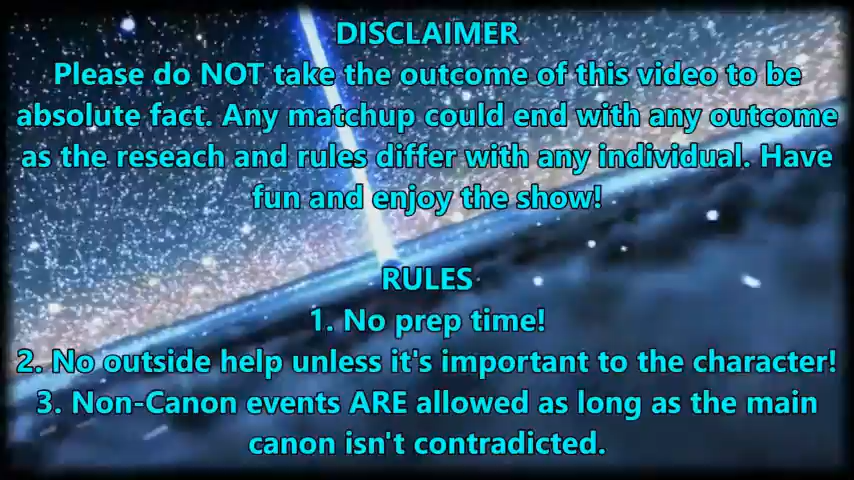 DISCLAIMER
Please do NOT take the outcome of this video to be
absolute fact. Any matchup could end with any outcome
as the reseach and rules differ with any individual. Have
fun and enjoy the show!
RULES
1. No prep time!
2. No outside help unless it's important to the character!
3. Non-Canon events ARE allowed as long as the main
canon isn't contradicted.